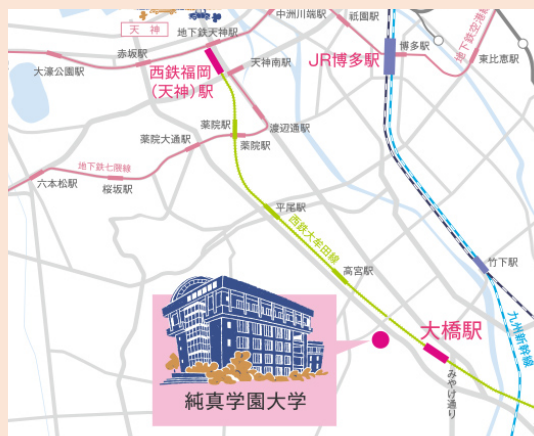 天神
地下鉄天神駅
中洲川端駅
祇園駅
赤坂駅
大濠公園駅
西鉄福岡
(天神)駅
天神南駅
JR博多駅
博多駅
地下鉄空港線
東比恵駅
薬院駅
渡辺通駅
薬院大通駅
薬院駅
地下鉄七隈線
六本松駅
桜坂駅
平尾駅
西鉄大牟田線
高宮駅
竹下駅
九州新幹線
大橋駅
みやけ通り
純真学園大学